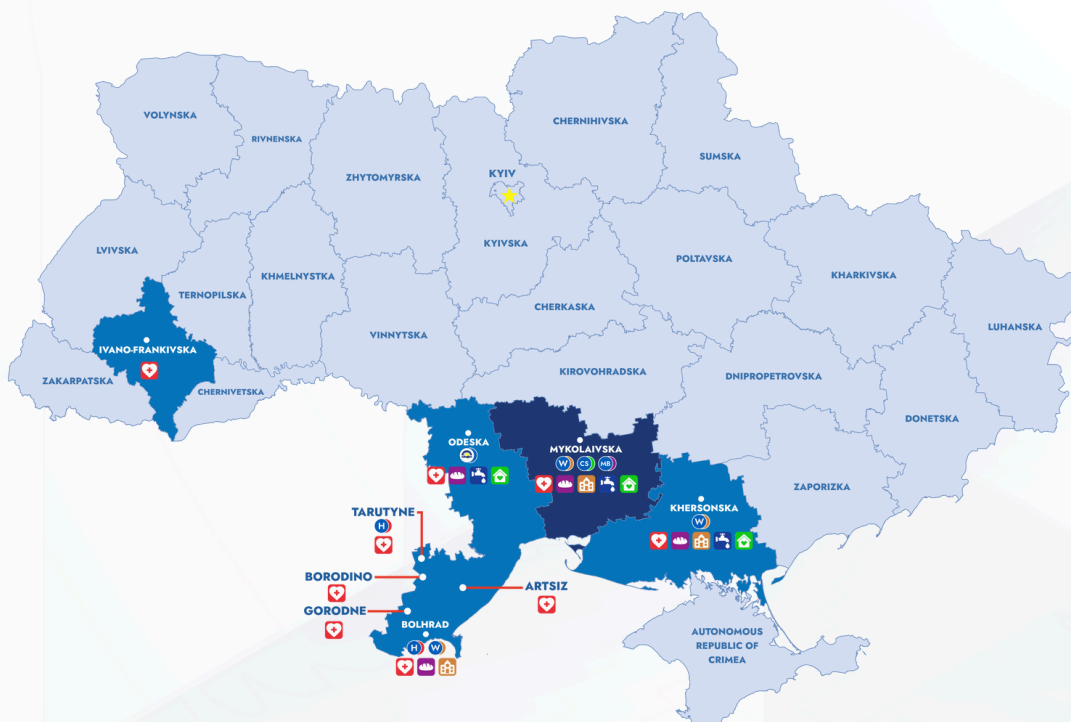 VOLYNSKA
RIVNENSKA
ZHYTOMYRSKA
KYIV
CHERNIHIVSKA
SUMSKA
LVIVSKA
TERNOPILSKA
KHMELNYSTKA
KYIVSKA
POLTAVSKA
KHARKIVSKA
LUHANSKA
CHERKASKA
VINNYTSKA
IVANO-FRANKIVSKA
ZAKARPATSKA
CHERNIVETSKA
KIROVOHRADSKA
DNIPROPETROVSKA
DONETSKA
ZAPORIZKA
ODESKA
MYKOLAIVSKA
W CS MB
KHERSONSKA
W
TARUTYNE
H
BORODINO
GORODNE
ARTSIZ
BOLHRAD
H W
AUTONOMOUS
REPUBLIC OF
CRIMEA